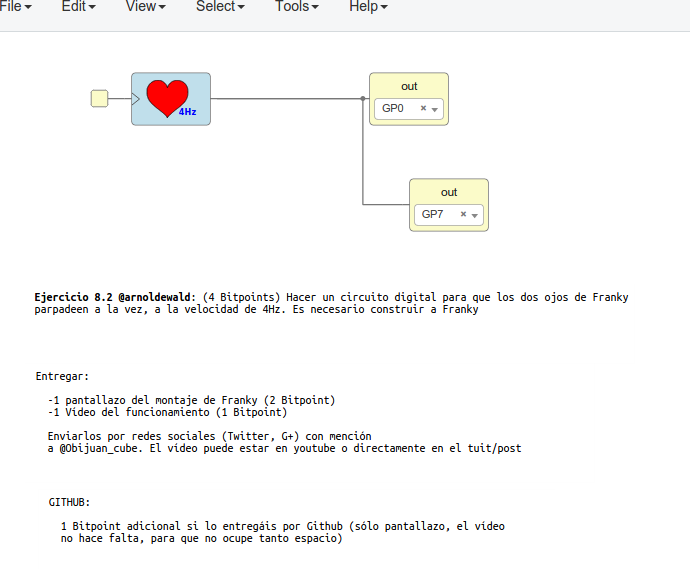 File Edit View Select Tools Help
4Hz
out
GP0
out
GP7
Ejercicio 8.2 @arnoldewald: (4 Bitpoints) Hacer un circuito digital para que los dos ojos de Franky
parpadeen a la vez, a la velocidad de 4Hz. Es necesario construir a Franky
Entregar:
-1 pantallazo del montaje de Franky (2 Bitpoint)
-1 Video del funcionamiento (1 Bitpoint)
Enviarlos por redes sociales (Twitter, G+) con mención
a @Obijuan_cube. El vídeo puede estar en youtube o directamente en el tuit/post
GITHUB:
1 Bitpoint adicional si lo entregáis por Github (sólo pantallazo, el vídeo
no hace falta, para que no ocupe tanto espacio)